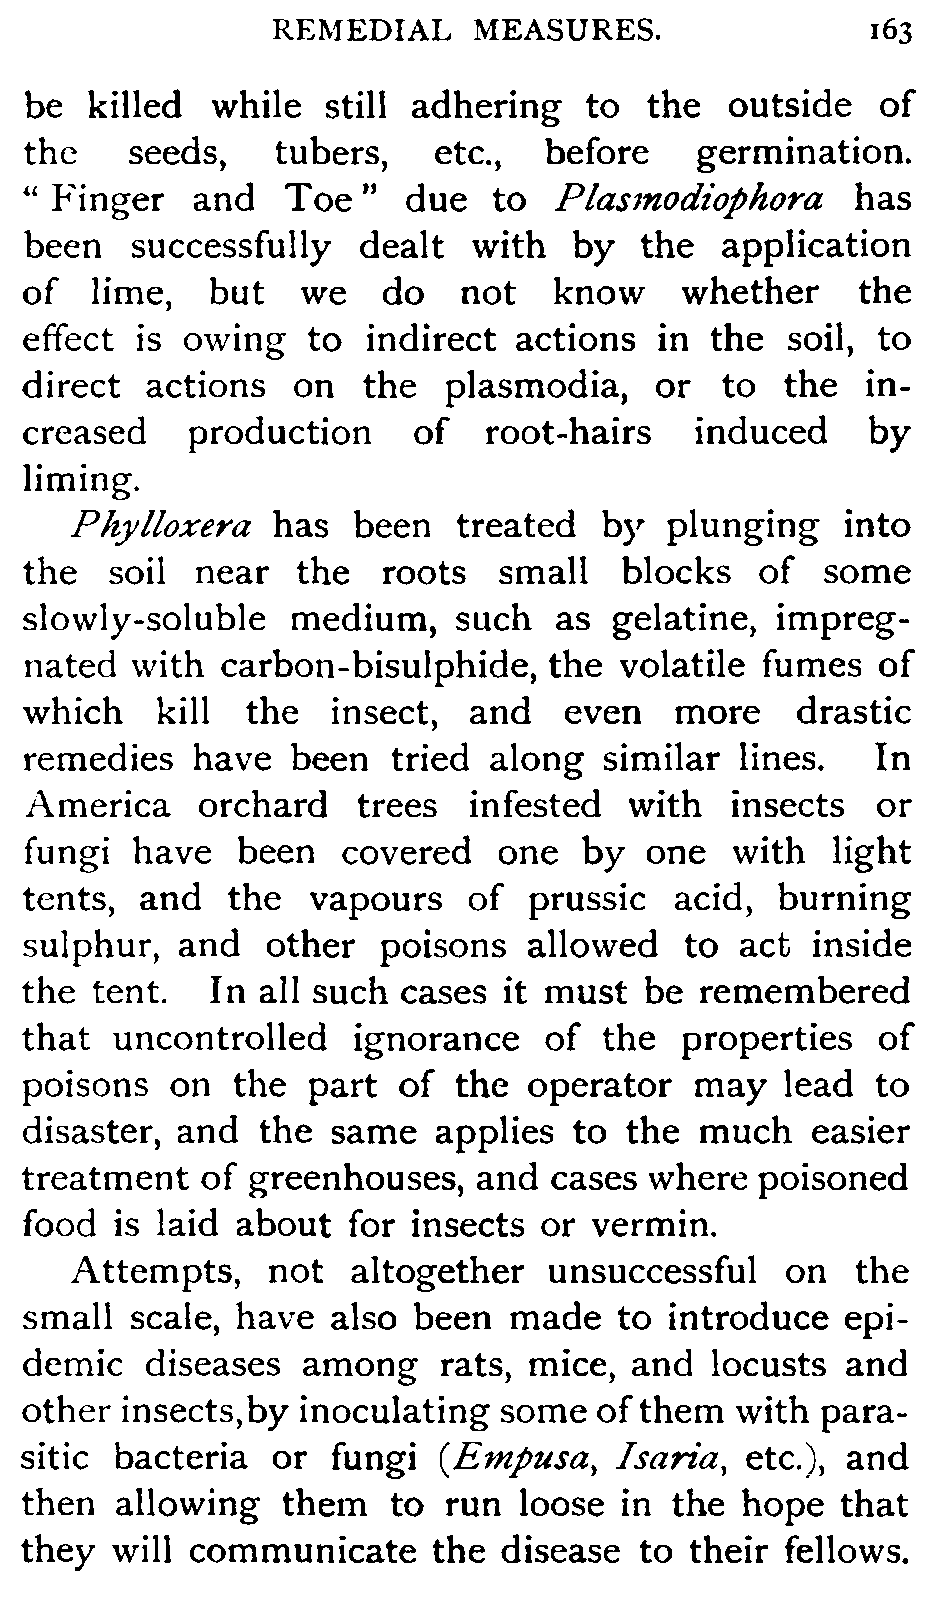 REMEDIAL MEASURES. 163
be killed while still adhering to the outside of
the seeds, tubers, etc., before germination.
“ Finger and Toe ” due to Plasmodiophora has
been successfully dealt with by the application
of lime, but we do not know whether the
effect is owing to indirect actions in the soil, to
direct actions on the plasmodia, or to the in-
creased production of root-hairs induced by
liming.
Phylloxera has been treated by plunging into
the soil near the roots small blocks of some
slowly-soluble medium, such as gelatine, impreg-
nated with carbon-bisulphide, the volatile fumes of
which kill the insect, and even more drastic
remedies have been tried along similar lines. In
America orchard trees infested with insects or
fungi have been covered one by one with light
tents, and the vapours of prussic acid, burning
sulphur, and other poisons allowed to act inside
the tent. In all such cases it must be remembered
that uncontrolled ignorance of the properties of
poisons on the part of the operator may lead to
disaster, and the same applies to the much easier
treatment of greenhouses, and cases where poisoned
food is laid about for insects or vermin.
Attempts, not altogether unsuccessful on the
small scale, have also been made to introduce epi-
demic diseases among rats, mice, and locusts and
other insects, by inoculating some of them with para-
sitic bacteria or fungi (Empusa, Isaria, etc.), and
then allowing them to run loose in the hope that
they will communicate the disease to their fellows.